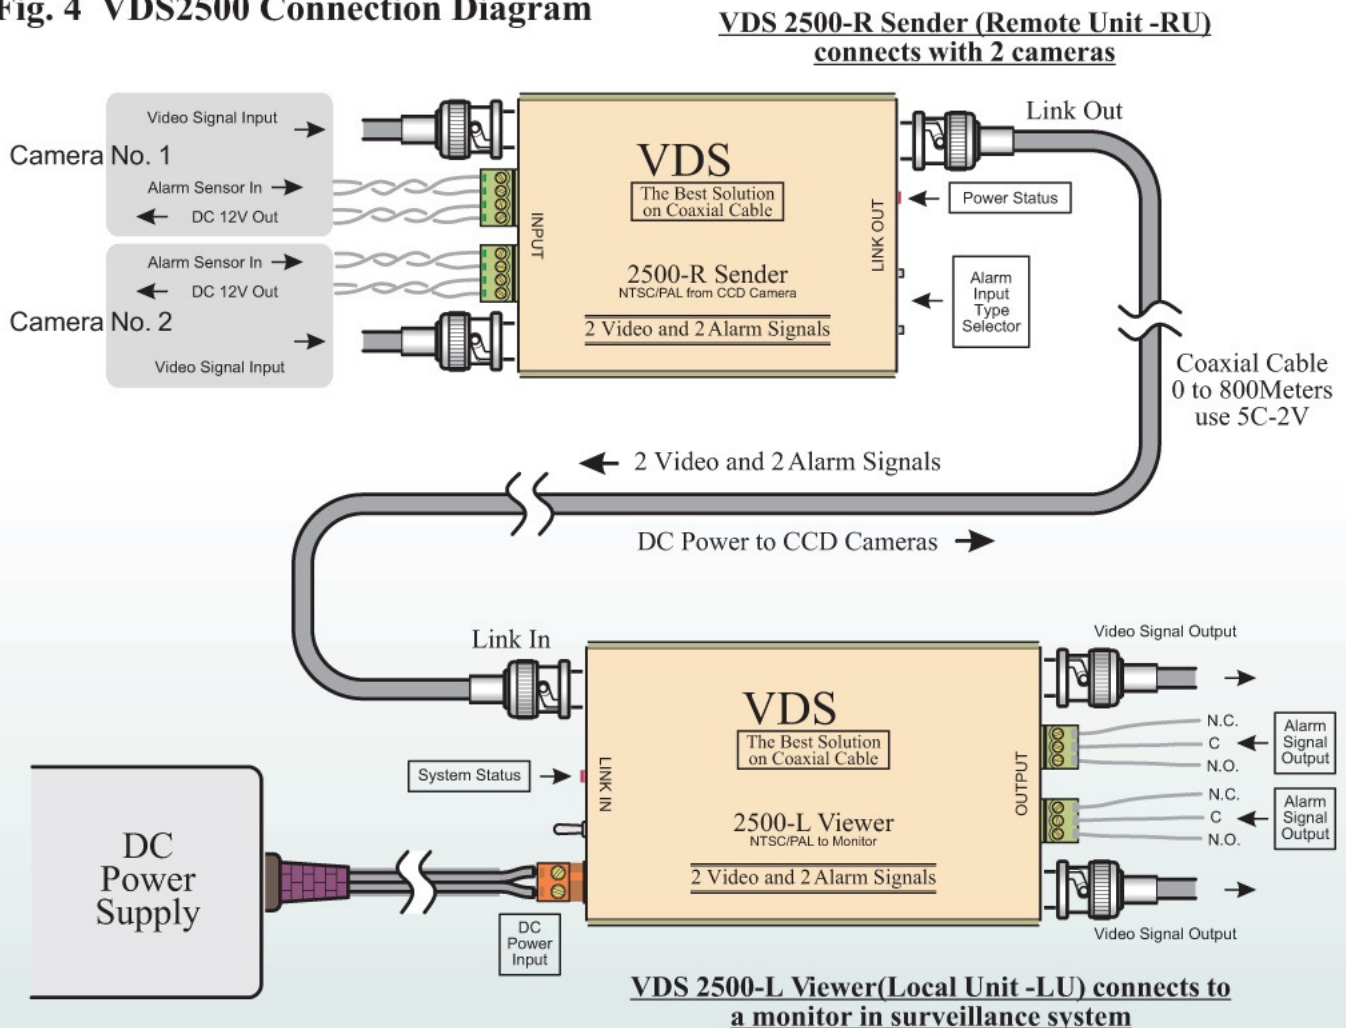 Fig. 4 VDS2500 Connection Diagram
VDS 2500-R Sender (Remote Unit -RU)
connects with 2 cameras
Video Signal Input
Camera No. 1
Alarm Sensor In
DC 12V Out
Alarm Sensor In
DC 12V Out
Camera No. 2
Video Signal Input
INPUT
VDS
The Best Solution
on Coaxial Cable
2500-R Sender
NTSC/PAL from CCD Camera
2 Video and 2 Alarm Signals
LINK OUT
Link Out
Power Status
Alarm
Input
Type
Selector
Coaxial Cable
0 to 800Meters
use 5C-2V
2 Video and 2 Alarm Signals
DC Power to CCD Cameras
Link In
System Status
LINK IN
DC
Power
Supply
DC
Power
Input
VDS
The Best Solution
on Coaxial Cable
2500-L Viewer
NTSC/PAL to Monitor
2 Video and 2 Alarm Signals
OUTPUT
Video Signal Output
N.C.
C
N.O.
Alarm
Signal
Output
N.C.
C
N.O.
Alarm
Signal
Output
Video Signal Output
VDS 2500-L Viewer(Local Unit -LU) connects to
a monitor in surveillance system